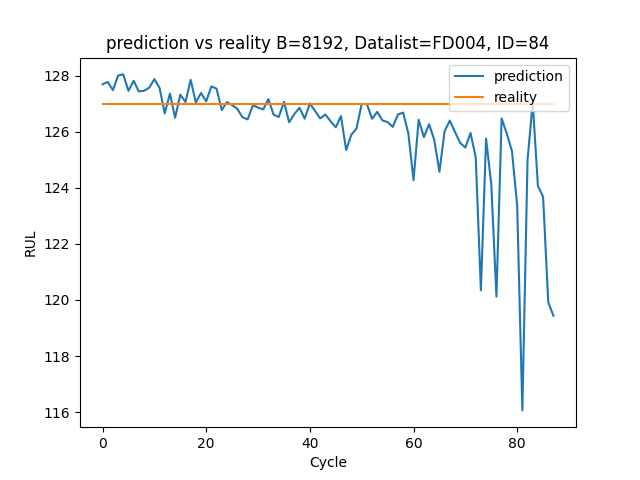 prediction vs reality B=8192, Datalist=FD004, ID=84
prediction
reality
128
126
124
122
120
118
116
RUL
0 20 40 60 80
Cycle